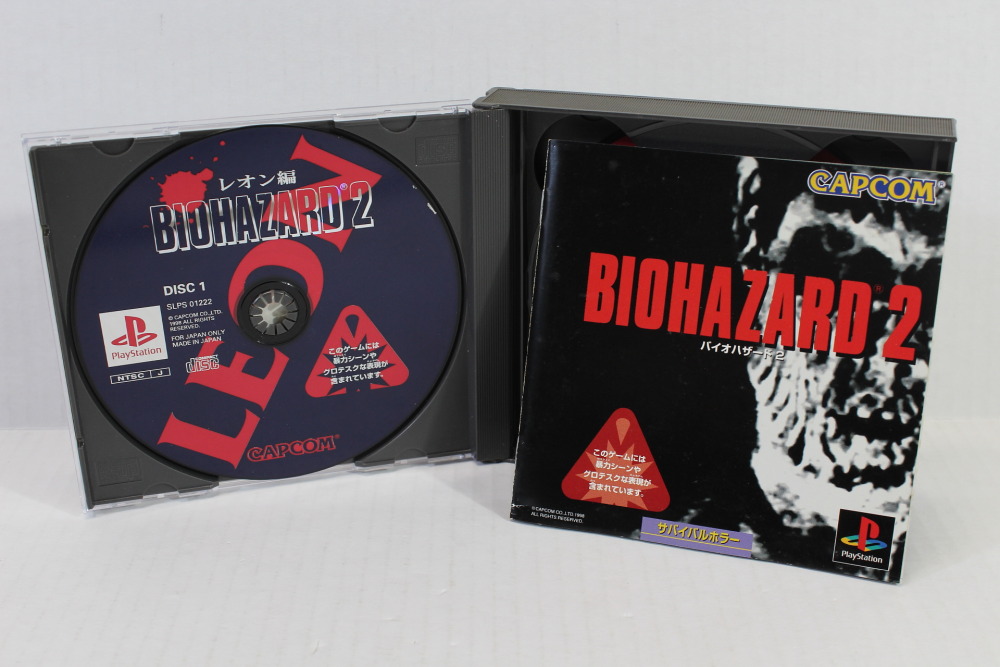 レオン編
BIOHAZARD® 2
LEON
DISC 1
SLPS 01222
© CAPCOM CO.,LTD.
1998 ALL RIGHTS
RESERVED.
FOR JAPAN ONLY
MADE IN JAPAN
PlayStation
NTSC J
COMPACT
disc
このゲームには
暴力シーンや
グロテスクな表現が
含まれています。
CAPCOM®
CAPCOM®
BIOHAZARD® 2
バイオハザード2
このゲームには
暴力シーンや
グロテスクな表現が
含まれています。
©CAPCOM CO.,LTD.1998
ALL RIGHTS RESERVED.
サバイバルホラー
PlayStation